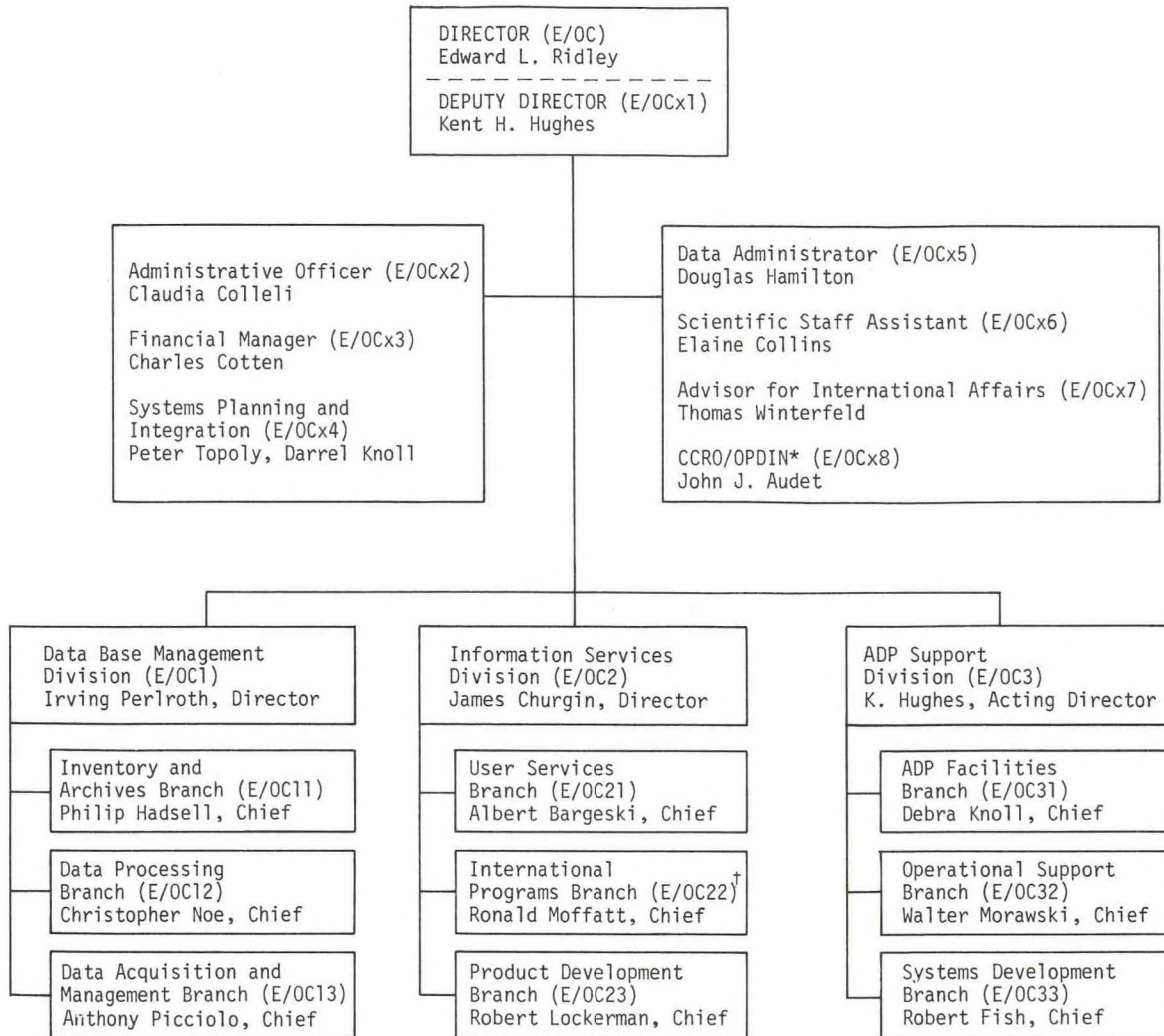 DIRECTOR (E/OC)
Edward L. Ridley
DEPUTY DIRECTOR (E/OCx1)
Kent H. Hughes
Administrative Officer (E/OCx2)
Claudia Colleli
Financial Manager (E/OCx3)
Charles Cotten
Systems Planning and
Integration (E/OCx4)
Peter Topoly, Darrel Knoll
Data Administrator (E/OCx5)
Douglas Hamilton
Scientific Staff Assistant (E/OCx6)
Elaine Collins
Advisor for International Affairs (E/OCx7)
Thomas Winterfeld
CCRO/OPDIN* (E/OCx8)
John J. Audet
Data Base Management
Division (E/OC1)
Irving Perlroth, Director
Inventory and
Archives Branch (E/OC11)
Philip Hadsell, Chief
Data Processing
Branch (E/OC12)
Christopher Noe, Chief
Data Acquisition and
Management Branch (E/OC13)
Anthony Picciolo, Chief
Information Services
Division (E/OC2)
James Churgin, Director
User Services
Branch (E/OC21)
Albert Bargeski, Chief
International
Programs Branch (E/OC22)†
Ronald Moffatt, Chief
Product Development
Branch (E/OC23)
Robert Lockerman, Chief
ADP Support
Division (E/OC3)
K. Hughes, Acting Director
ADP Facilities
Branch (E/OC31)
Debra Knoll, Chief
Operational Support
Branch (E/OC32)
Walter Morawski, Chief
Systems Development
Branch (E/OC33)
Robert Fish, Chief